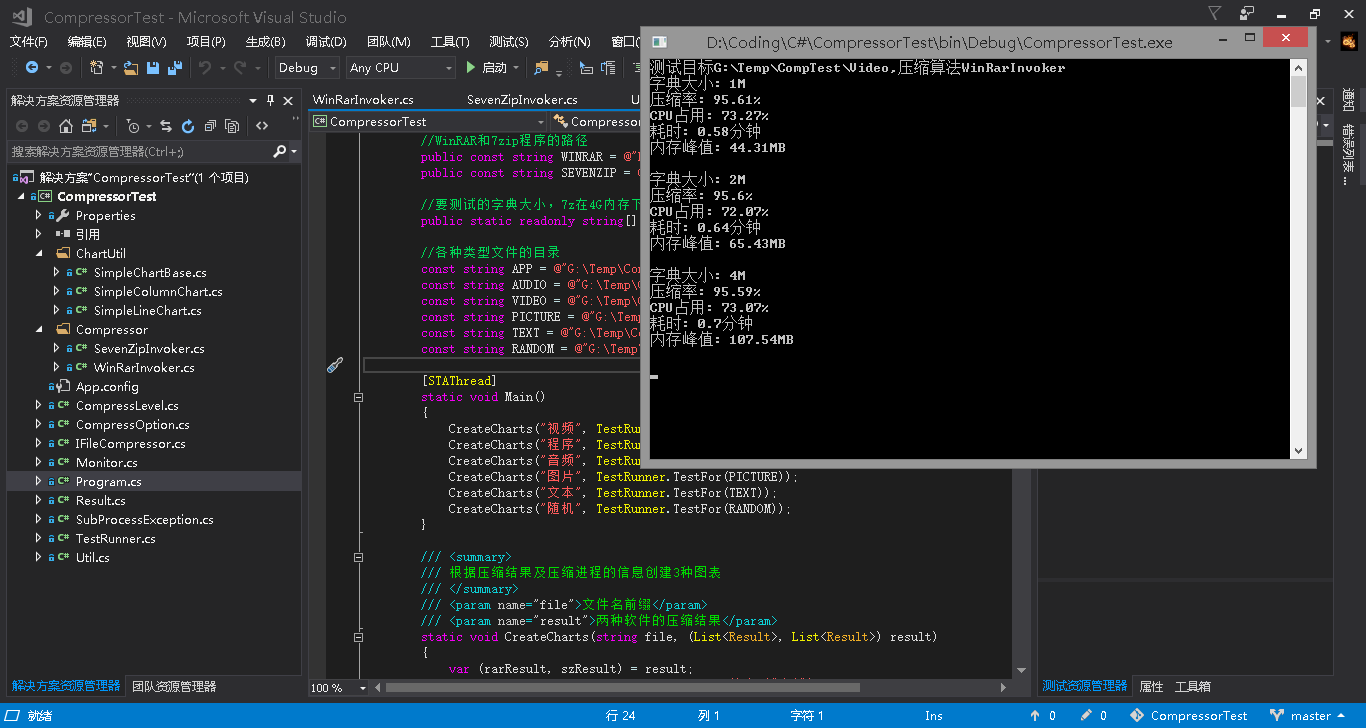 CompressorTest - Microsoft Visual Studio
文件(F) 编辑(E) 视图(V) 项目(P) 生成(B) 调试(D) 团队(M) 工具(T) 测试(S) 分析(N) 窗口
Debug Any CPU 启动
解决方案资源管理器
搜索解决方案资源管理器(Ctrl+;)
解决方案"CompressorTest"(1 个项目)
CompressorTest
Properties
引用
ChartUtil
SimpleChartBase.cs
SimpleColumnChart.cs
SimpleLineChart.cs
Compressor
SevenZipInvoker.cs
WinRarInvoker.cs
App.config
CompressLevel.cs
CompressOption.cs
IFileCompressor.cs
Monitor.cs
Program.cs
Result.cs
SubProcessException.cs
TestRunner.cs
Util.cs
解决方案资源管理器 团队资源管理器
WinRarInvoker.cs SevenZipInvoker.cs U
CompressorTest Compressor
//WinRAR和7zip程序的路径
public const string WINRAR = @"
public const string SEVENZIP = @
//要测试的字典大小，7z在4G内存下
public static readonly string[]
//各种类型文件的目录
const string APP = @"G:\Temp\Co
const string AUDIO = @"G:\Temp\
const string VIDEO = @"G:\Temp\
const string PICTURE = @"G:\Tem
const string TEXT = @"G:\Temp\C
const string RANDOM = @"G:\Temp
[STAThread]
static void Main()
{
CreateCharts("视频", TestRu
CreateCharts("程序", TestRu
CreateCharts("音频", TestRu
CreateCharts("图片", TestRunner.TestFor(PICTURE));
CreateCharts("文本", TestRunner.TestFor(TEXT));
CreateCharts("随机", TestRunner.TestFor(RANDOM));
}
/// <summary>
/// 根据压缩结果及压缩进程的信息创建3种图表
/// </summary>
/// <param name="file">文件名前缀</param>
/// <param name="result">两种软件的压缩结果</param>
static void CreateCharts(string file, (List<Result>, List<Result>) result)
{
var (rarResult, szResult) = result;
100 %
D:\Coding\C#\CompressorTest\bin\Debug\CompressorTest.exe
测试目标G:\Temp\CompTest\Video,压缩算法WinRarInvoker
字典大小: 1M
压缩率: 95.61%
CPU占用: 73.27%
耗时: 0.58分钟
内存峰值: 44.31MB
字典大小: 2M
压缩率: 95.6%
CPU占用: 72.07%
耗时: 0.64分钟
内存峰值: 65.43MB
字典大小: 4M
压缩率: 95.59%
CPU占用: 73.07%
耗时: 0.7分钟
内存峰值: 107.54MB
通知
错误列表...
测试资源管理器 属性 工具箱
就绪 行 24 列 1 字符 1 Ins 0 0 CompressorTest master